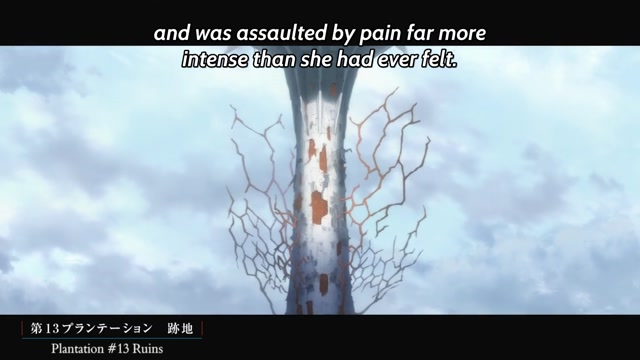 and was assaulted by pain far more
intense than she had ever felt.
第13プランテーション 跡地
Plantation #13 Ruins